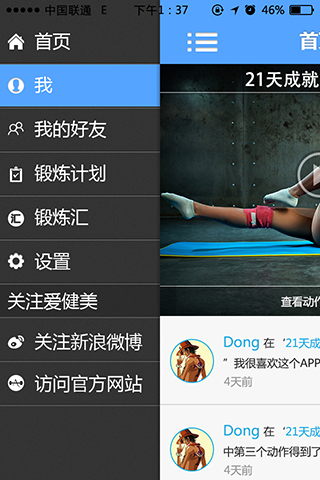 中国联通 E 下午1:37 46%
首页
我
我的好友
锻炼计划
锻炼汇
设置
关注爱健美
关注新浪微博
访问官方网站
21天成就
查看动作
Dong 在‘21天成
”我很喜欢这个APP
4天前
Dong 在‘21天成
中第三个动作得到了
4天前